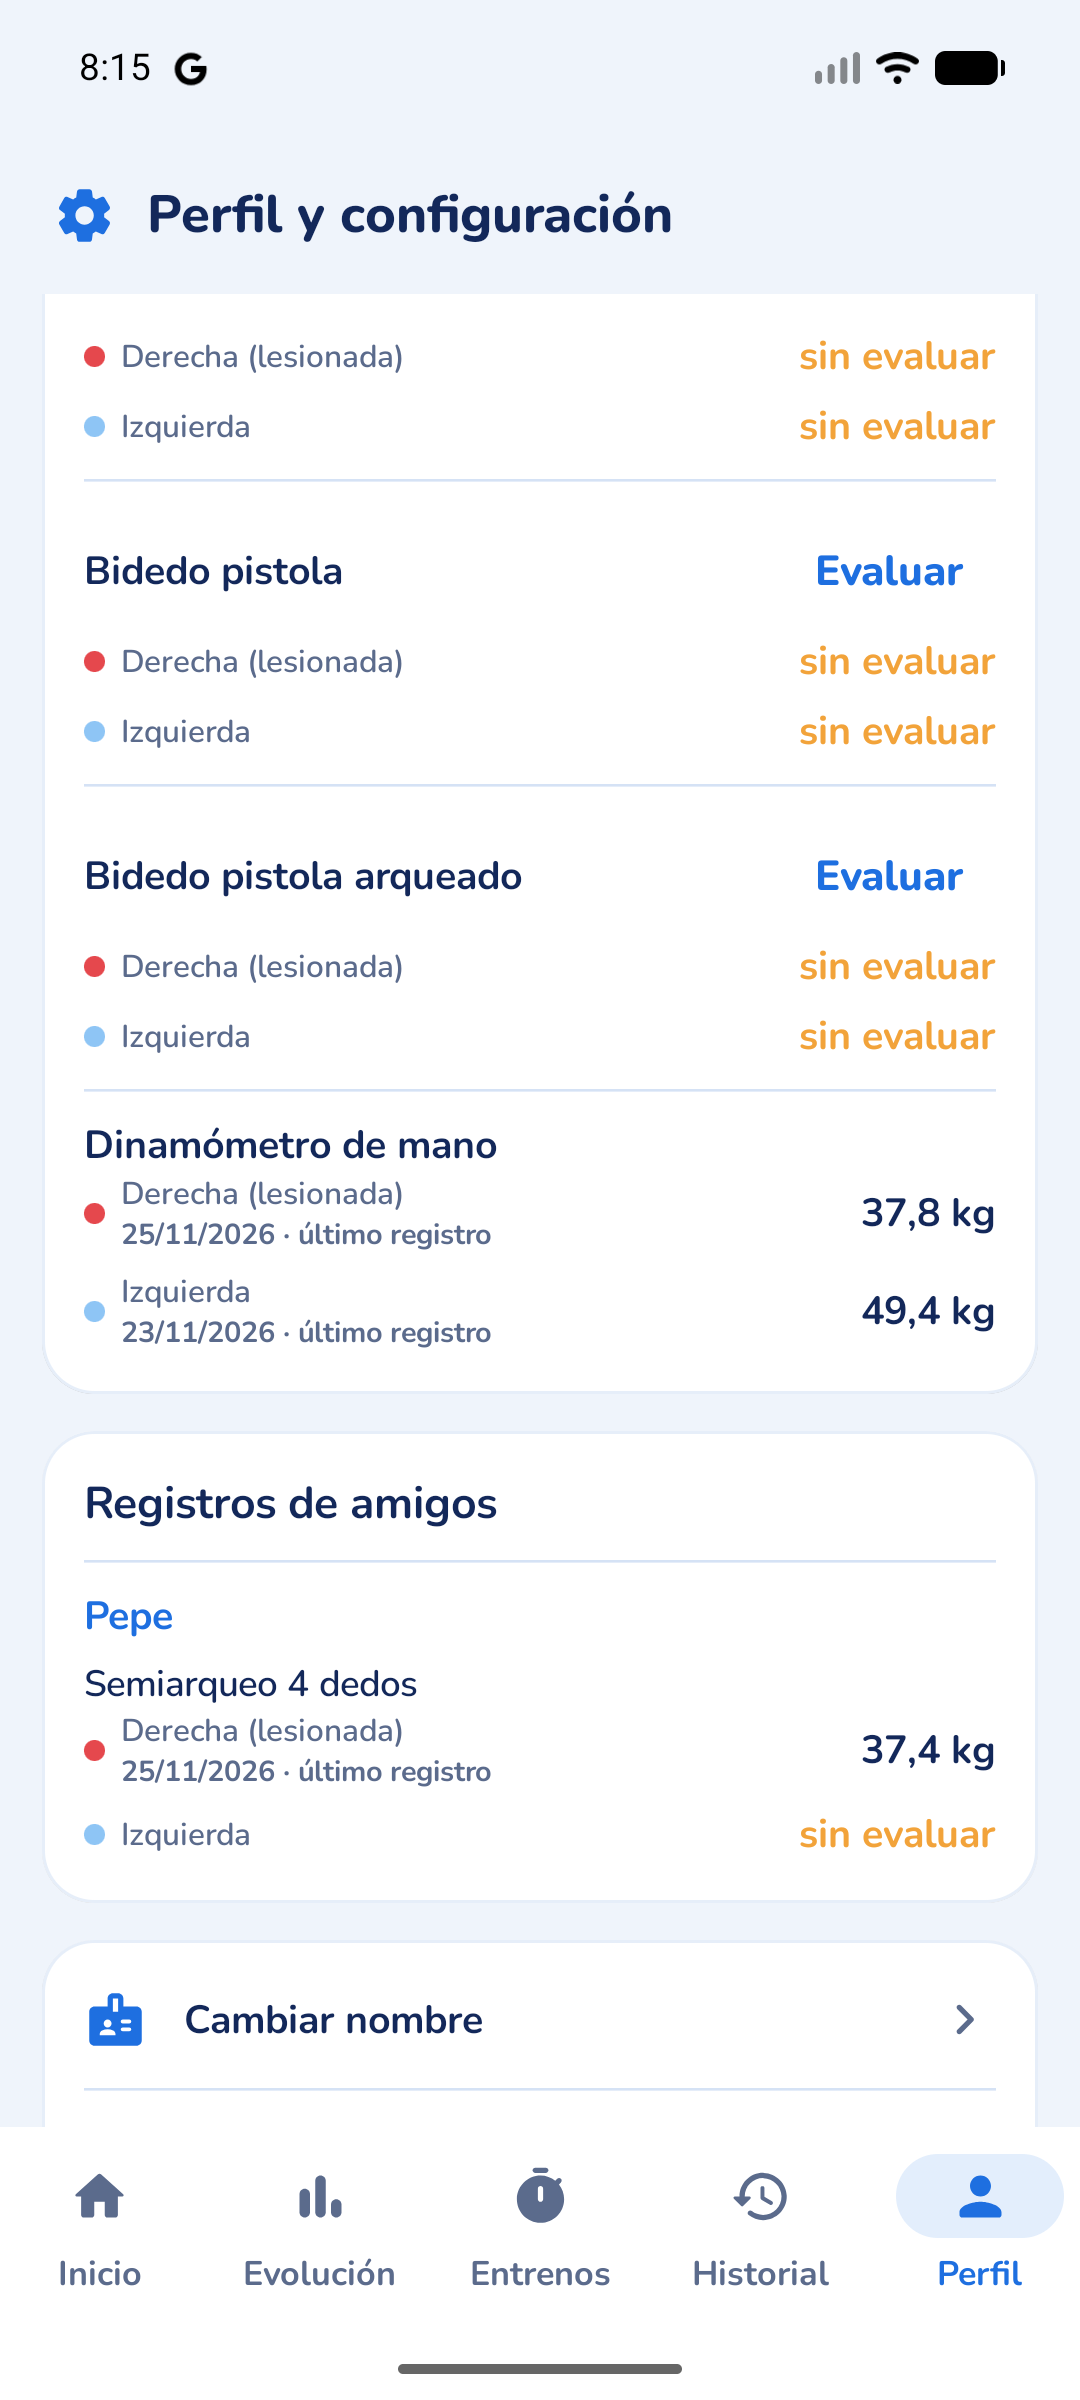 8:15 G
Perfil y configuración
Derecha (lesionada) sin evaluar
Izquierda sin evaluar
Bidedo pistola Evaluar
Derecha (lesionada) sin evaluar
Izquierda sin evaluar
Bidedo pistola arqueado Evaluar
Derecha (lesionada) sin evaluar
Izquierda sin evaluar
Dinamómetro de mano
Derecha (lesionada)
25/11/2026 · último registro 37,8 kg
Izquierda
23/11/2026 · último registro 49,4 kg
Registros de amigos
Pepe
Semiarqueo 4 dedos
Derecha (lesionada)
25/11/2026 · último registro 37,4 kg
Izquierda sin evaluar
Cambiar nombre
Inicio Evolución Entrenos Historial Perfil